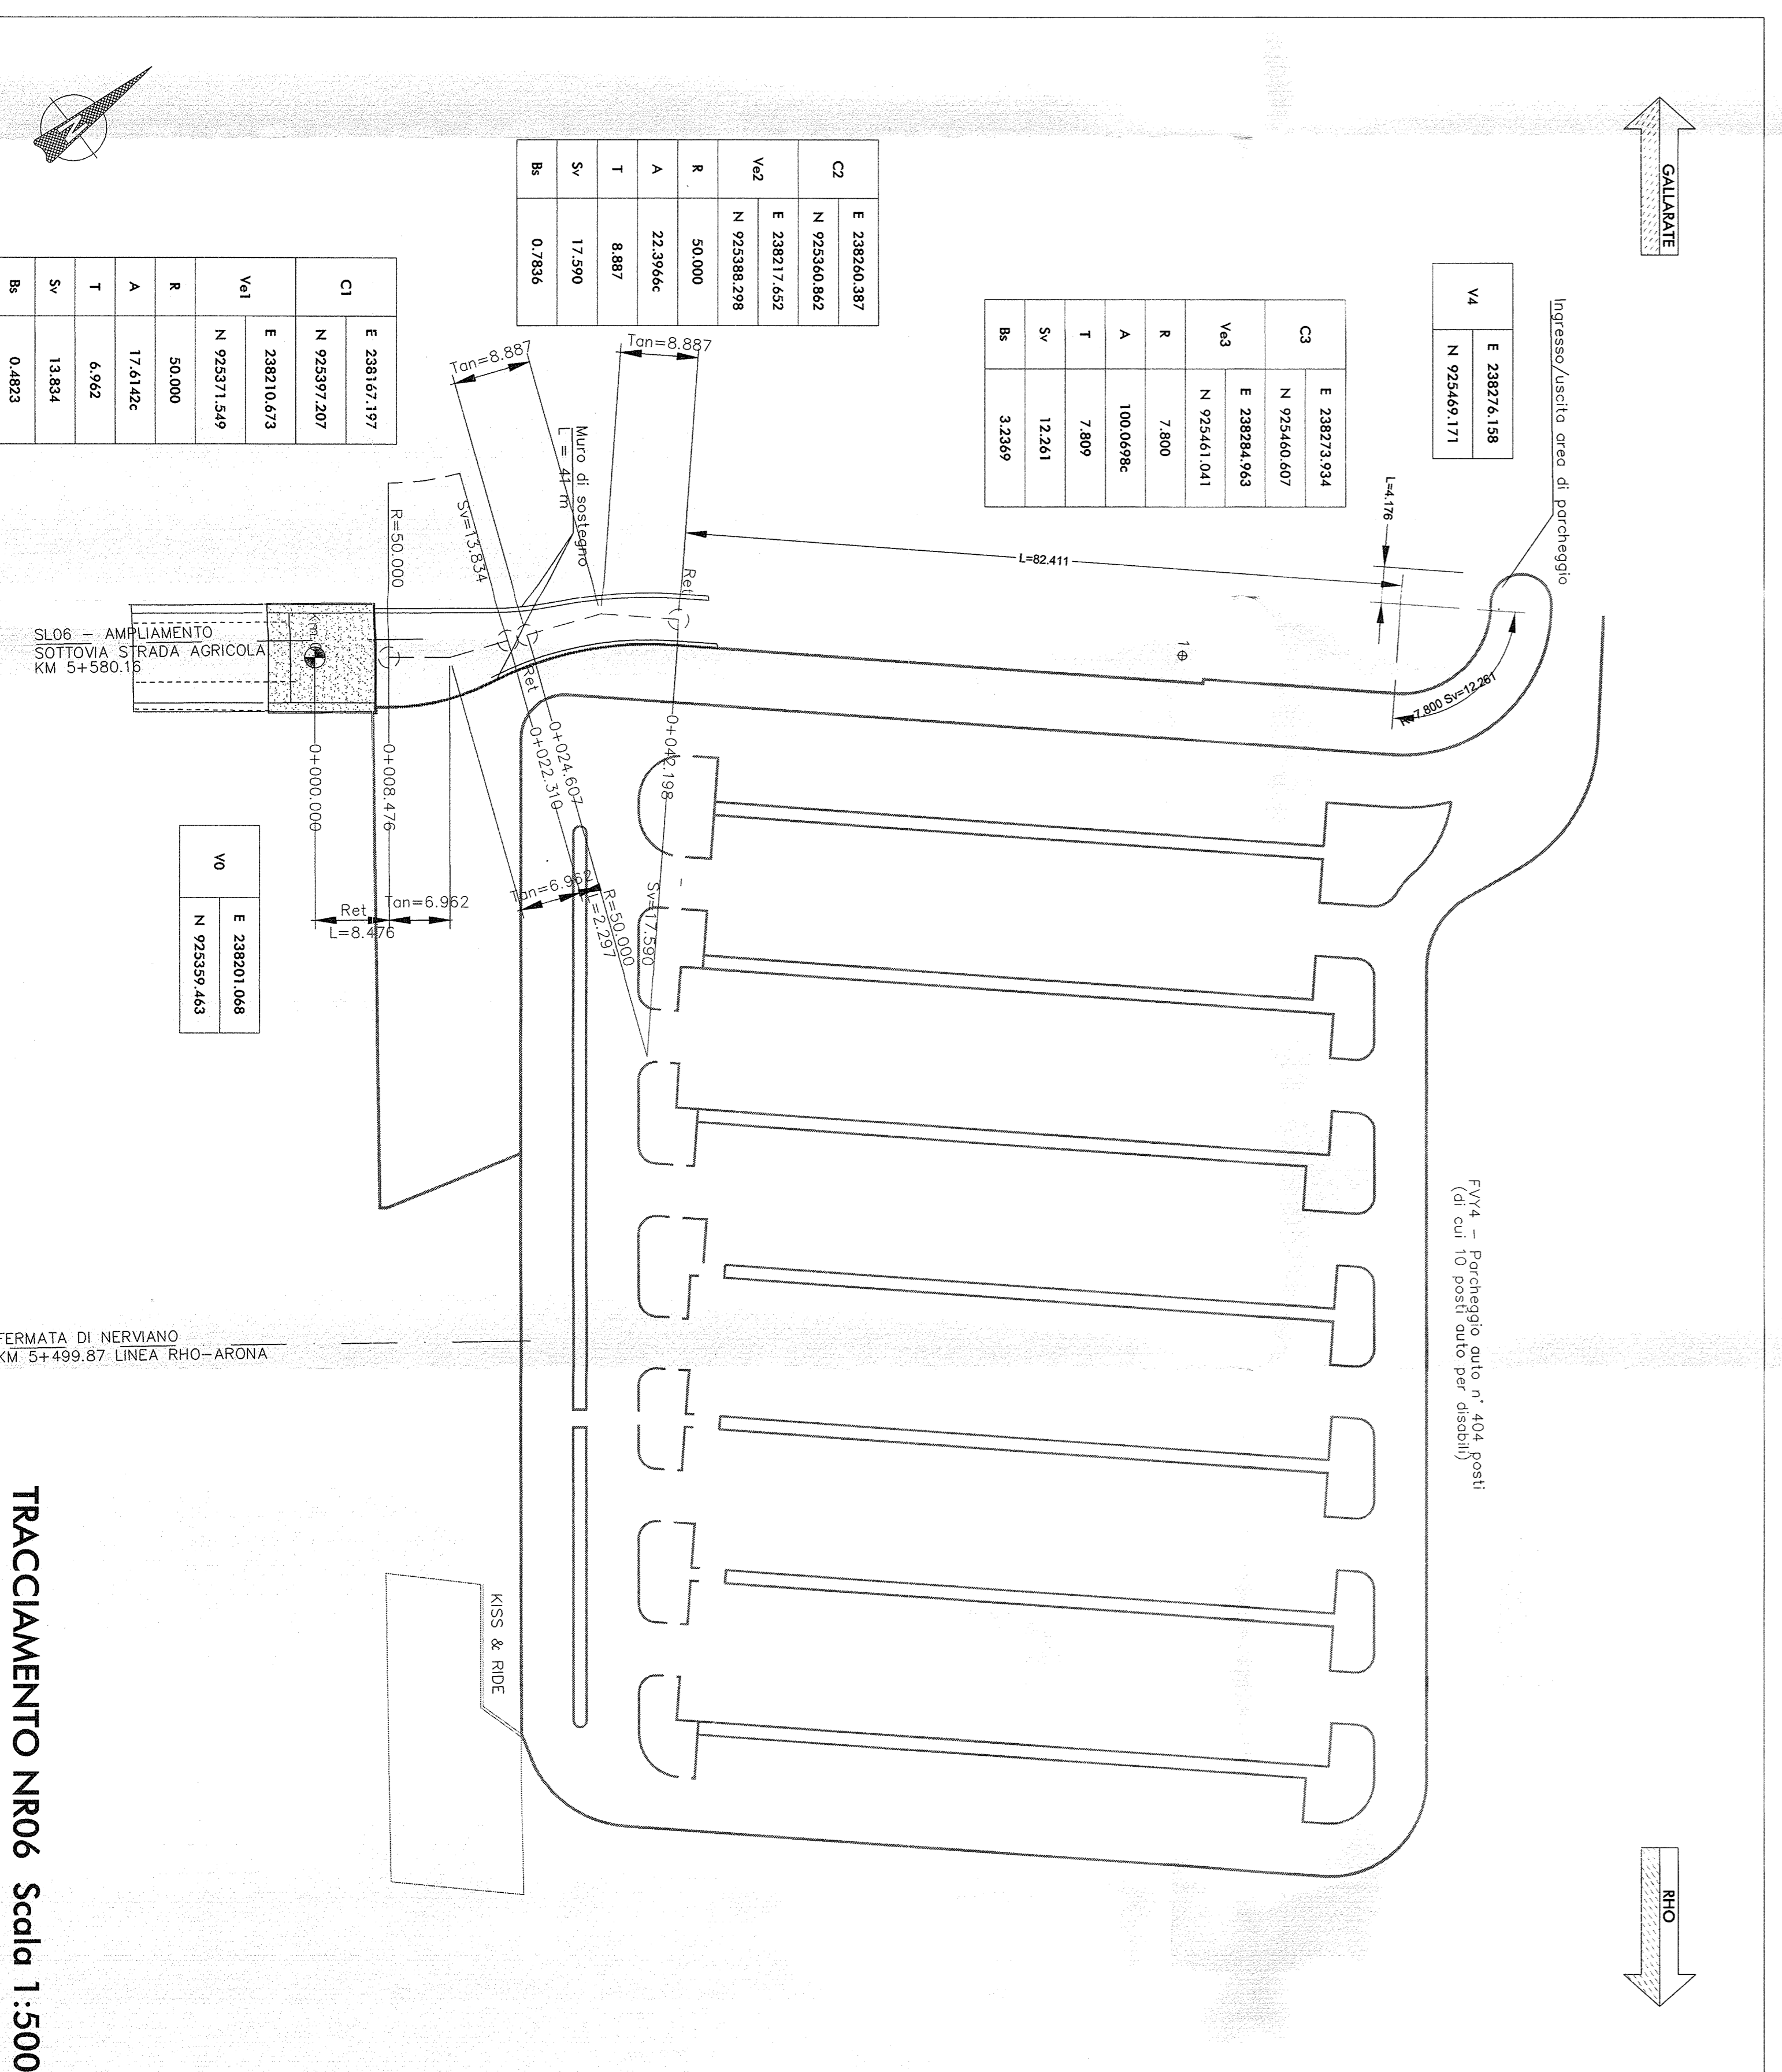 GALLARATE
Ingresso/uscita area di parcheggio
V4
E 238276.158
N 925469.171
C3
E 238273.934
N 925460.607
Ve3
E 238284.963
N 925461.041
R 7.800
A 100.0698c
T 7.809
Sv 12.261
Bs 3.2369
C2
E 238260.387
N 925360.862
Ve2
E 238217.652
N 925388.298
R 50.000
A 22.3966c
T 8.887
Sv 17.590
Bs 0.7836
C1
E 238167.197
N 925397.207
Ve1
E 238210.673
N 925371.549
R 50.000
A 17.6142c
T 6.962
Sv 13.834
Bs 0.4823
Tan=8.887
Tan=8.887
Muro di sostegno
L = 41 m
L=4.176
L=82.411
R=7.800 Sv=12.261
1
R=50.000
Sv=13.834
Ret
Ret
Km
SL06 – AMPLIAMENTO
SOTTOVIA STRADA AGRICOLA
KM 5+580.16
0+000.000
0+008.476
0+022.310
0+024.607
0+042.198
Ret
L=8.476
Tan=6.962
Tan=6.962
L=2.297
R=50.000
Sv=17.590
V0
E 238201.068
N 925359.463
FVY4 – Parcheggio auto n° 404 posti
(di cui 10 posti auto per disabili)
FERMATA DI NERVIANO
KM 5+499.87 LINEA RHO-ARONA
KISS & RIDE
RHO
TRACCIAMENTO NR06 Scala 1:500